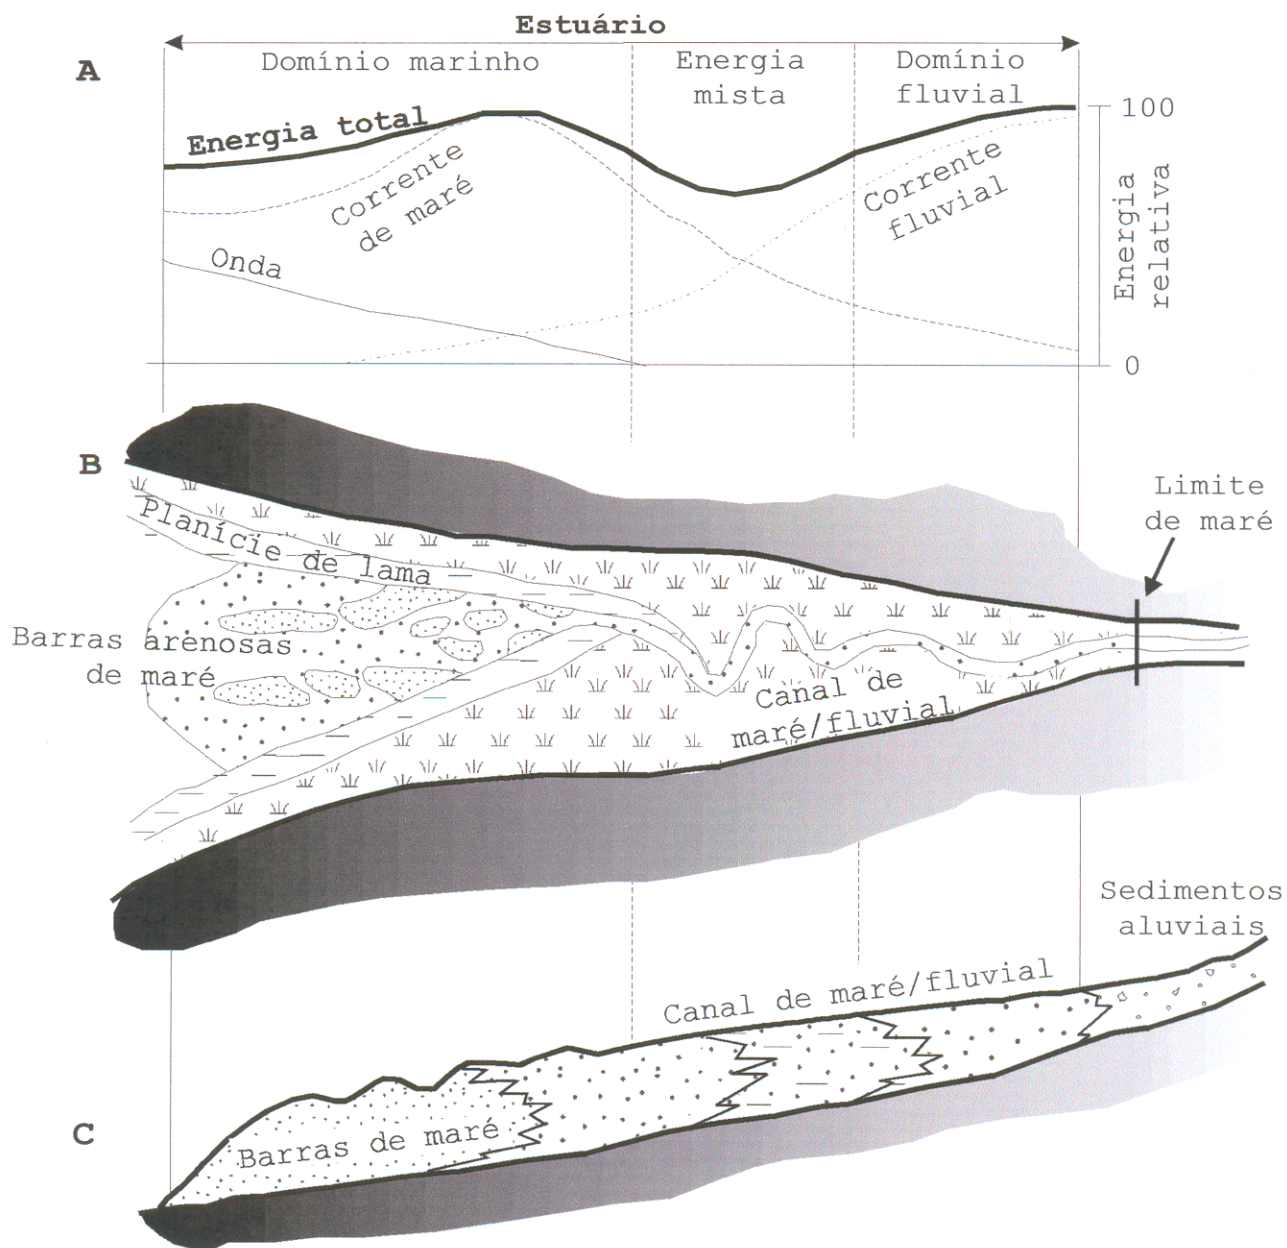 Estuário
A
Domínio marinho
Energia
mista
Domínio
fluvial
Energia total
Corrente
de maré
Onda
Corrente
fluvial
100
Energia
relativa
0
B
Limite
de maré
Planície de lama
Barras arenosas
de maré
Canal de
maré/fluvial
Sedimentos
aluviais
Canal de maré/fluvial
C
Barras de maré